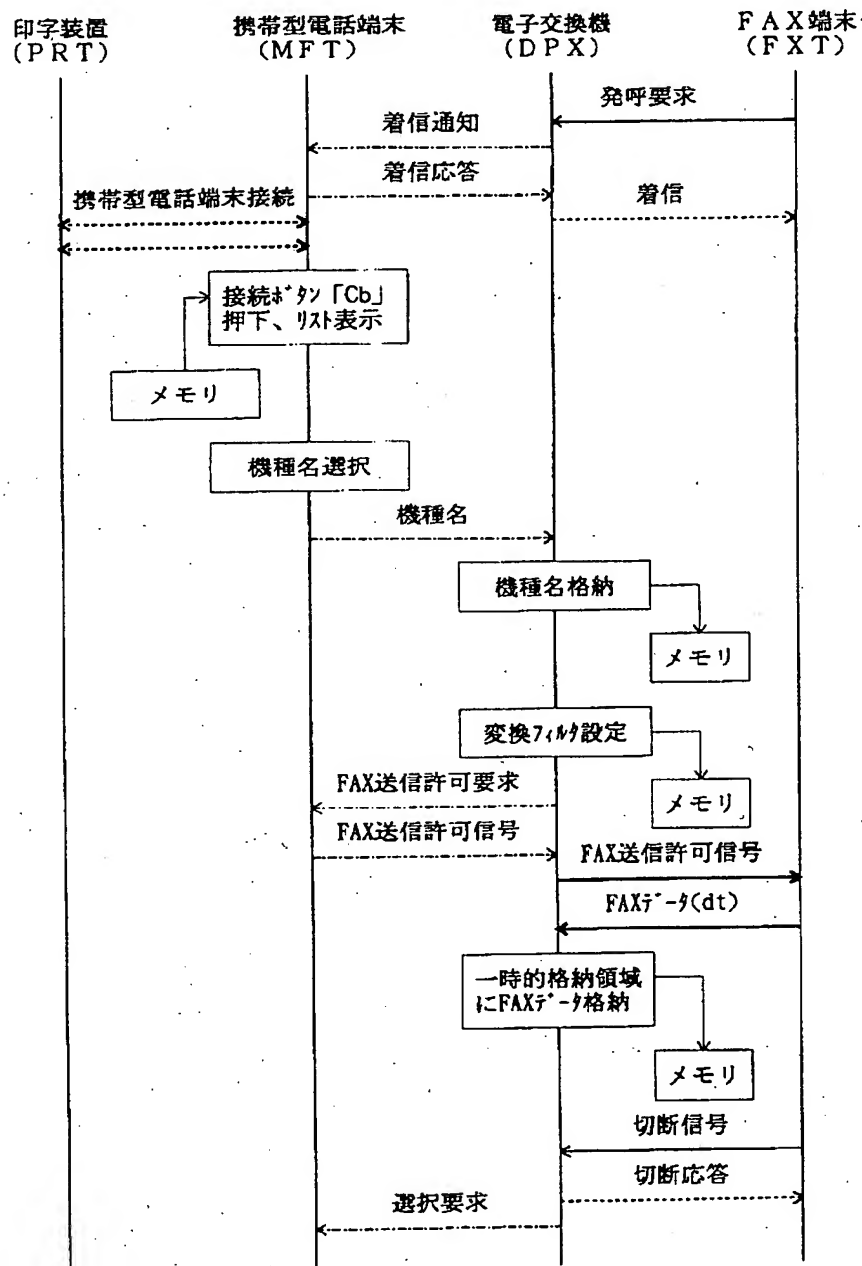 印字装置
(PRT)
携帯型電話端末
(MFT)
電子交換機
(DPX)
FAX端末
(FXT)
発呼要求
着信通知
着信応答
携帯型電話端末接続
着信
接続ボタン「Cb」
押下、リスト表示
メモリ
機種名選択
機種名
機種名格納
メモリ
変換フィルタ設定
FAX送信許可要求
メモリ
FAX送信許可信号
FAX送信許可信号
FAXデータ(dt)
一時的格納領域
にFAXデータ格納
メモリ
切断信号
切断応答
選択要求